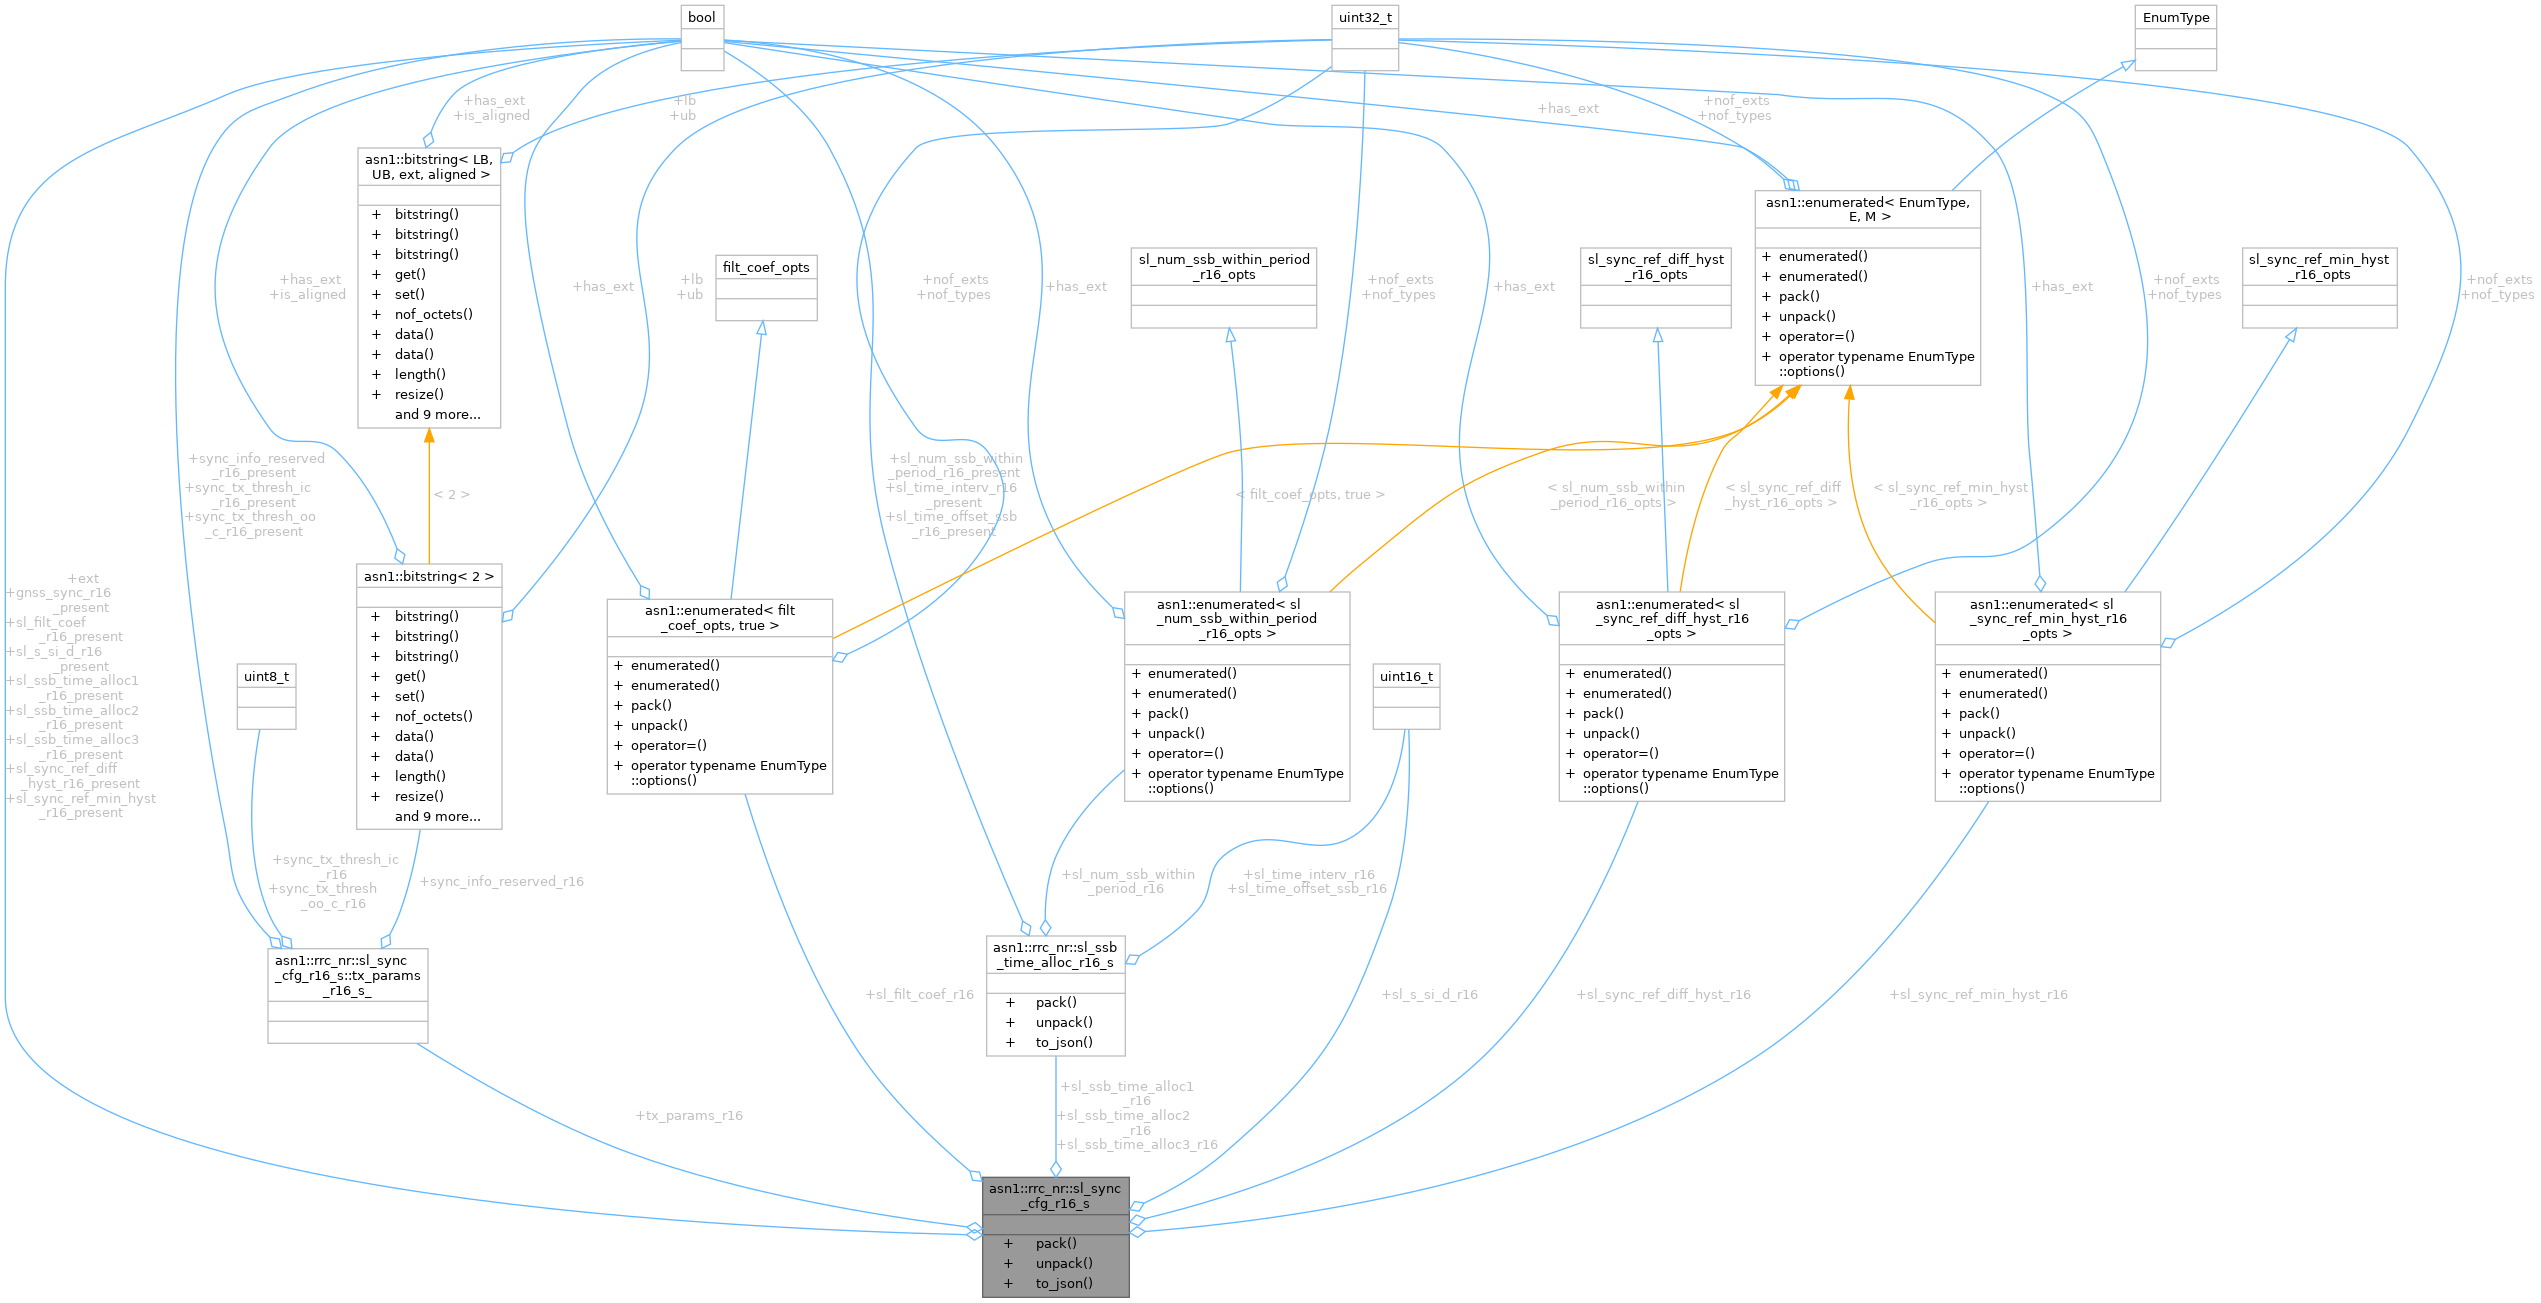 bool
uint32_t
EnumType
+has_ext
+is_aligned
+lb
+ub
+has_ext
+nof_exts
+nof_types
asn1::bitstring< LB,
UB, ext, aligned >
+ bitstring()
+ bitstring()
+ bitstring()
+ get()
+ set()
+ nof_octets()
+ data()
+ data()
+ length()
+ resize()
and 9 more...
asn1::enumerated< EnumType,
E, M >
+ enumerated()
+ enumerated()
+ pack()
+ unpack()
+ operator=()
+ operator typename EnumType
::options()
+has_ext
+is_aligned
+has_ext
+lb
+ub
filt_coef_opts
+nof_exts
+nof_types
+has_ext
sl_num_ssb_within_period
_r16_opts
+nof_exts
+nof_types
+has_ext
sl_sync_ref_diff_hyst
_r16_opts
+has_ext
+nof_exts
+nof_types
sl_sync_ref_min_hyst
_r16_opts
+nof_exts
+nof_types
+sync_info_reserved
_r16_present
+sync_tx_thresh_ic
_r16_present
+sync_tx_thresh_oo
_c_r16_present
< 2 >
+sl_num_ssb_within
_period_r16_present
+sl_time_interv_r16
_present
+sl_time_offset_ssb
_r16_present
< filt_coef_opts, true >
< sl_num_ssb_within
_period_r16_opts >
< sl_sync_ref_diff
_hyst_r16_opts >
< sl_sync_ref_min_hyst
_r16_opts >
+ext
+gnss_sync_r16
_present
+sl_filt_coef
_r16_present
+sl_s_si_d_r16
_present
+sl_ssb_time_alloc1
_r16_present
+sl_ssb_time_alloc2
_r16_present
+sl_ssb_time_alloc3
_r16_present
+sl_sync_ref_diff
_hyst_r16_present
+sl_sync_ref_min_hyst
_r16_present
uint8_t
asn1::bitstring< 2 >
+ bitstring()
+ bitstring()
+ bitstring()
+ get()
+ set()
+ nof_octets()
+ data()
+ data()
+ length()
+ resize()
and 9 more...
asn1::enumerated< filt
_coef_opts, true >
+ enumerated()
+ enumerated()
+ pack()
+ unpack()
+ operator=()
+ operator typename EnumType
::options()
asn1::enumerated< sl
_num_ssb_within_period
_r16_opts >
+ enumerated()
+ enumerated()
+ pack()
+ unpack()
+ operator=()
+ operator typename EnumType
::options()
uint16_t
asn1::enumerated< sl
_sync_ref_diff_hyst_r16
_opts >
+ enumerated()
+ enumerated()
+ pack()
+ unpack()
+ operator=()
+ operator typename EnumType
::options()
asn1::enumerated< sl
_sync_ref_min_hyst_r16
_opts >
+ enumerated()
+ enumerated()
+ pack()
+ unpack()
+ operator=()
+ operator typename EnumType
::options()
+sync_tx_thresh_ic
_r16
+sync_tx_thresh
_oo_c_r16
+sync_info_reserved_r16
+sl_num_ssb_within
_period_r16
+sl_time_interv_r16
+sl_time_offset_ssb_r16
asn1::rrc_nr::sl_sync
_cfg_r16_s::tx_params
_r16_s_
asn1::rrc_nr::sl_ssb
_time_alloc_r16_s
+ pack()
+ unpack()
+ to_json()
+sl_filt_coef_r16
+sl_s_si_d_r16
+sl_sync_ref_diff_hyst_r16
+sl_sync_ref_min_hyst_r16
+tx_params_r16
+sl_ssb_time_alloc1
_r16
+sl_ssb_time_alloc2
_r16
+sl_ssb_time_alloc3_r16
asn1::rrc_nr::sl_sync
_cfg_r16_s
+ pack()
+ unpack()
+ to_json()